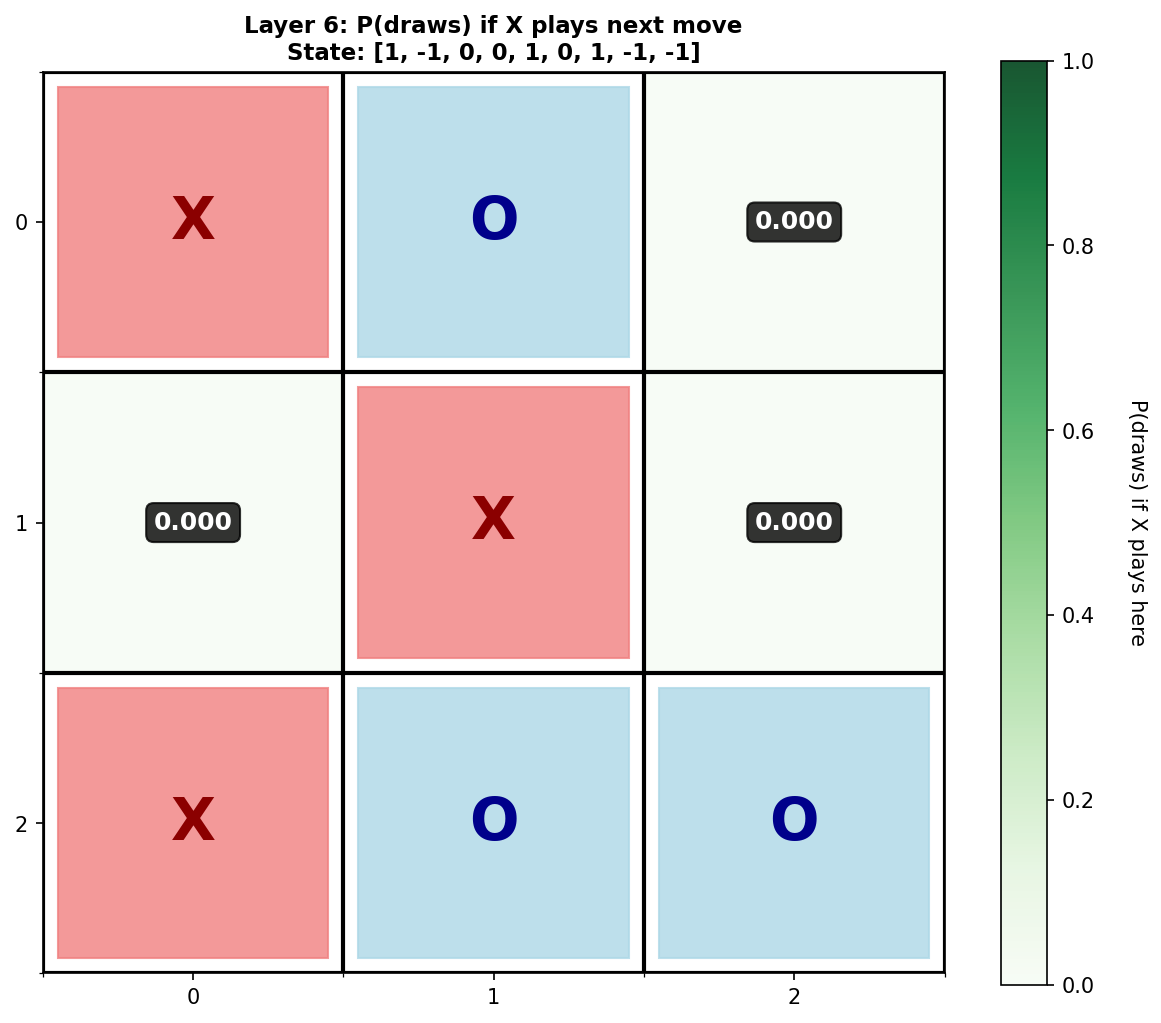 Layer 6: P(draws) if X plays next move
State: [1, -1, 0, 0, 1, 0, 1, -1, -1]
X O 0.000
0.000 X 0.000
X O O
0
1
2
0 1 2
1.0
0.8
0.6
0.4
0.2
0.0
P(draws) if X plays here